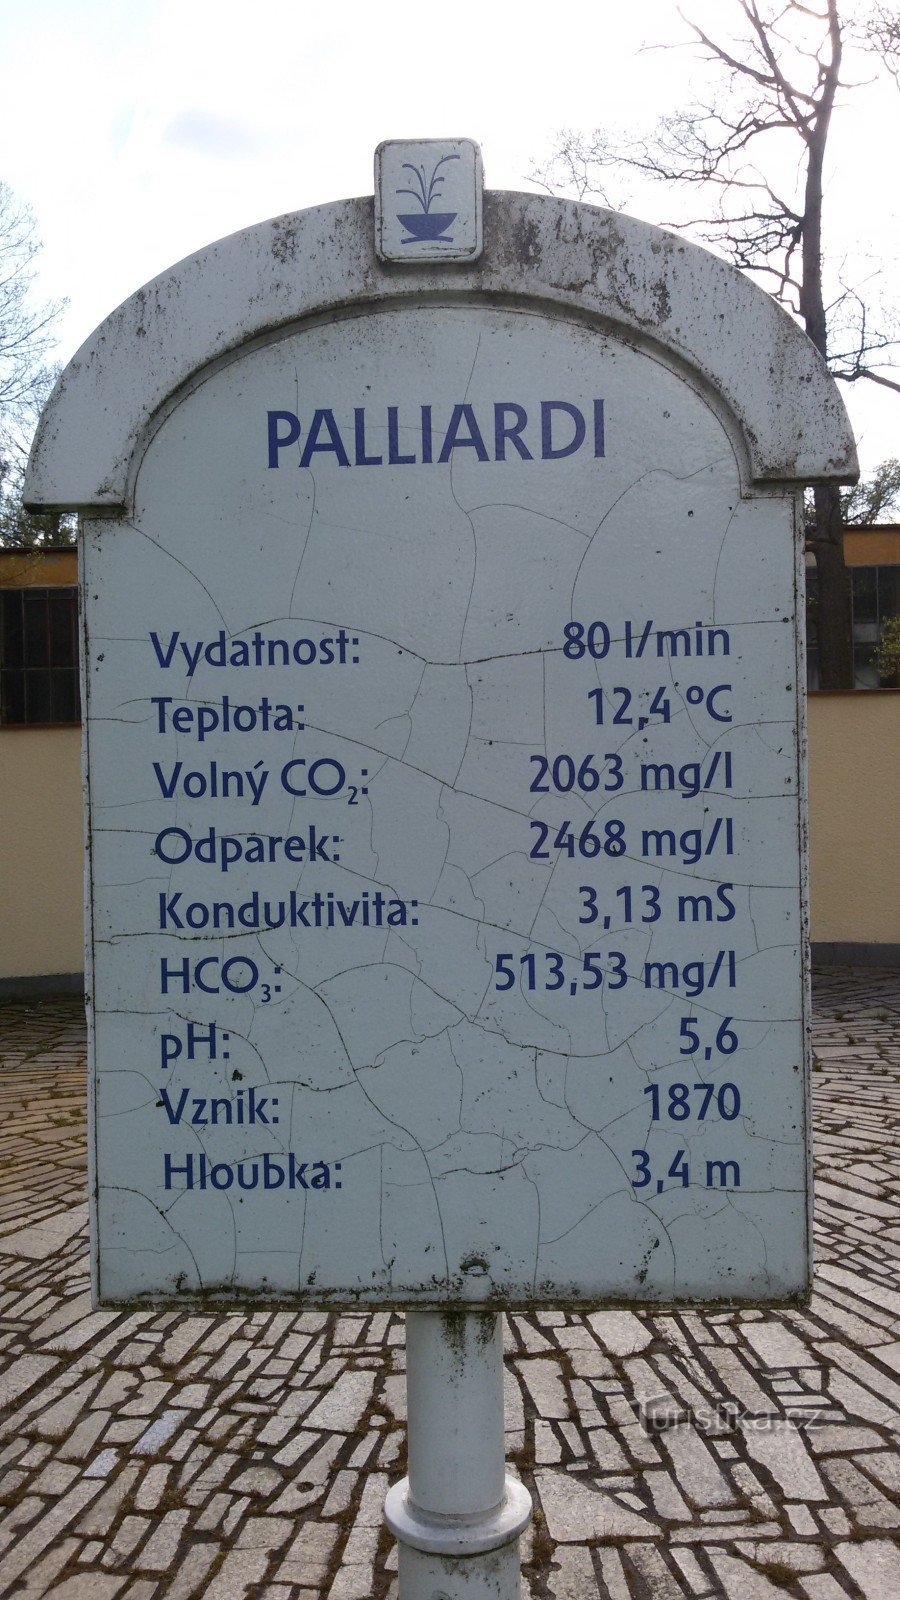 PALLIARDI
Vydatnost: 80 l/min
Teplota: 12,4 ºC
Volný CO₂: 2063 mg/l
Odparek: 2468 mg/l
Konduktivita: 3,13 mS
HCO₃: 513,53 mg/l
pH: 5,6
Vznik: 1870
Hloubka: 3,4 m
Turistika.cz